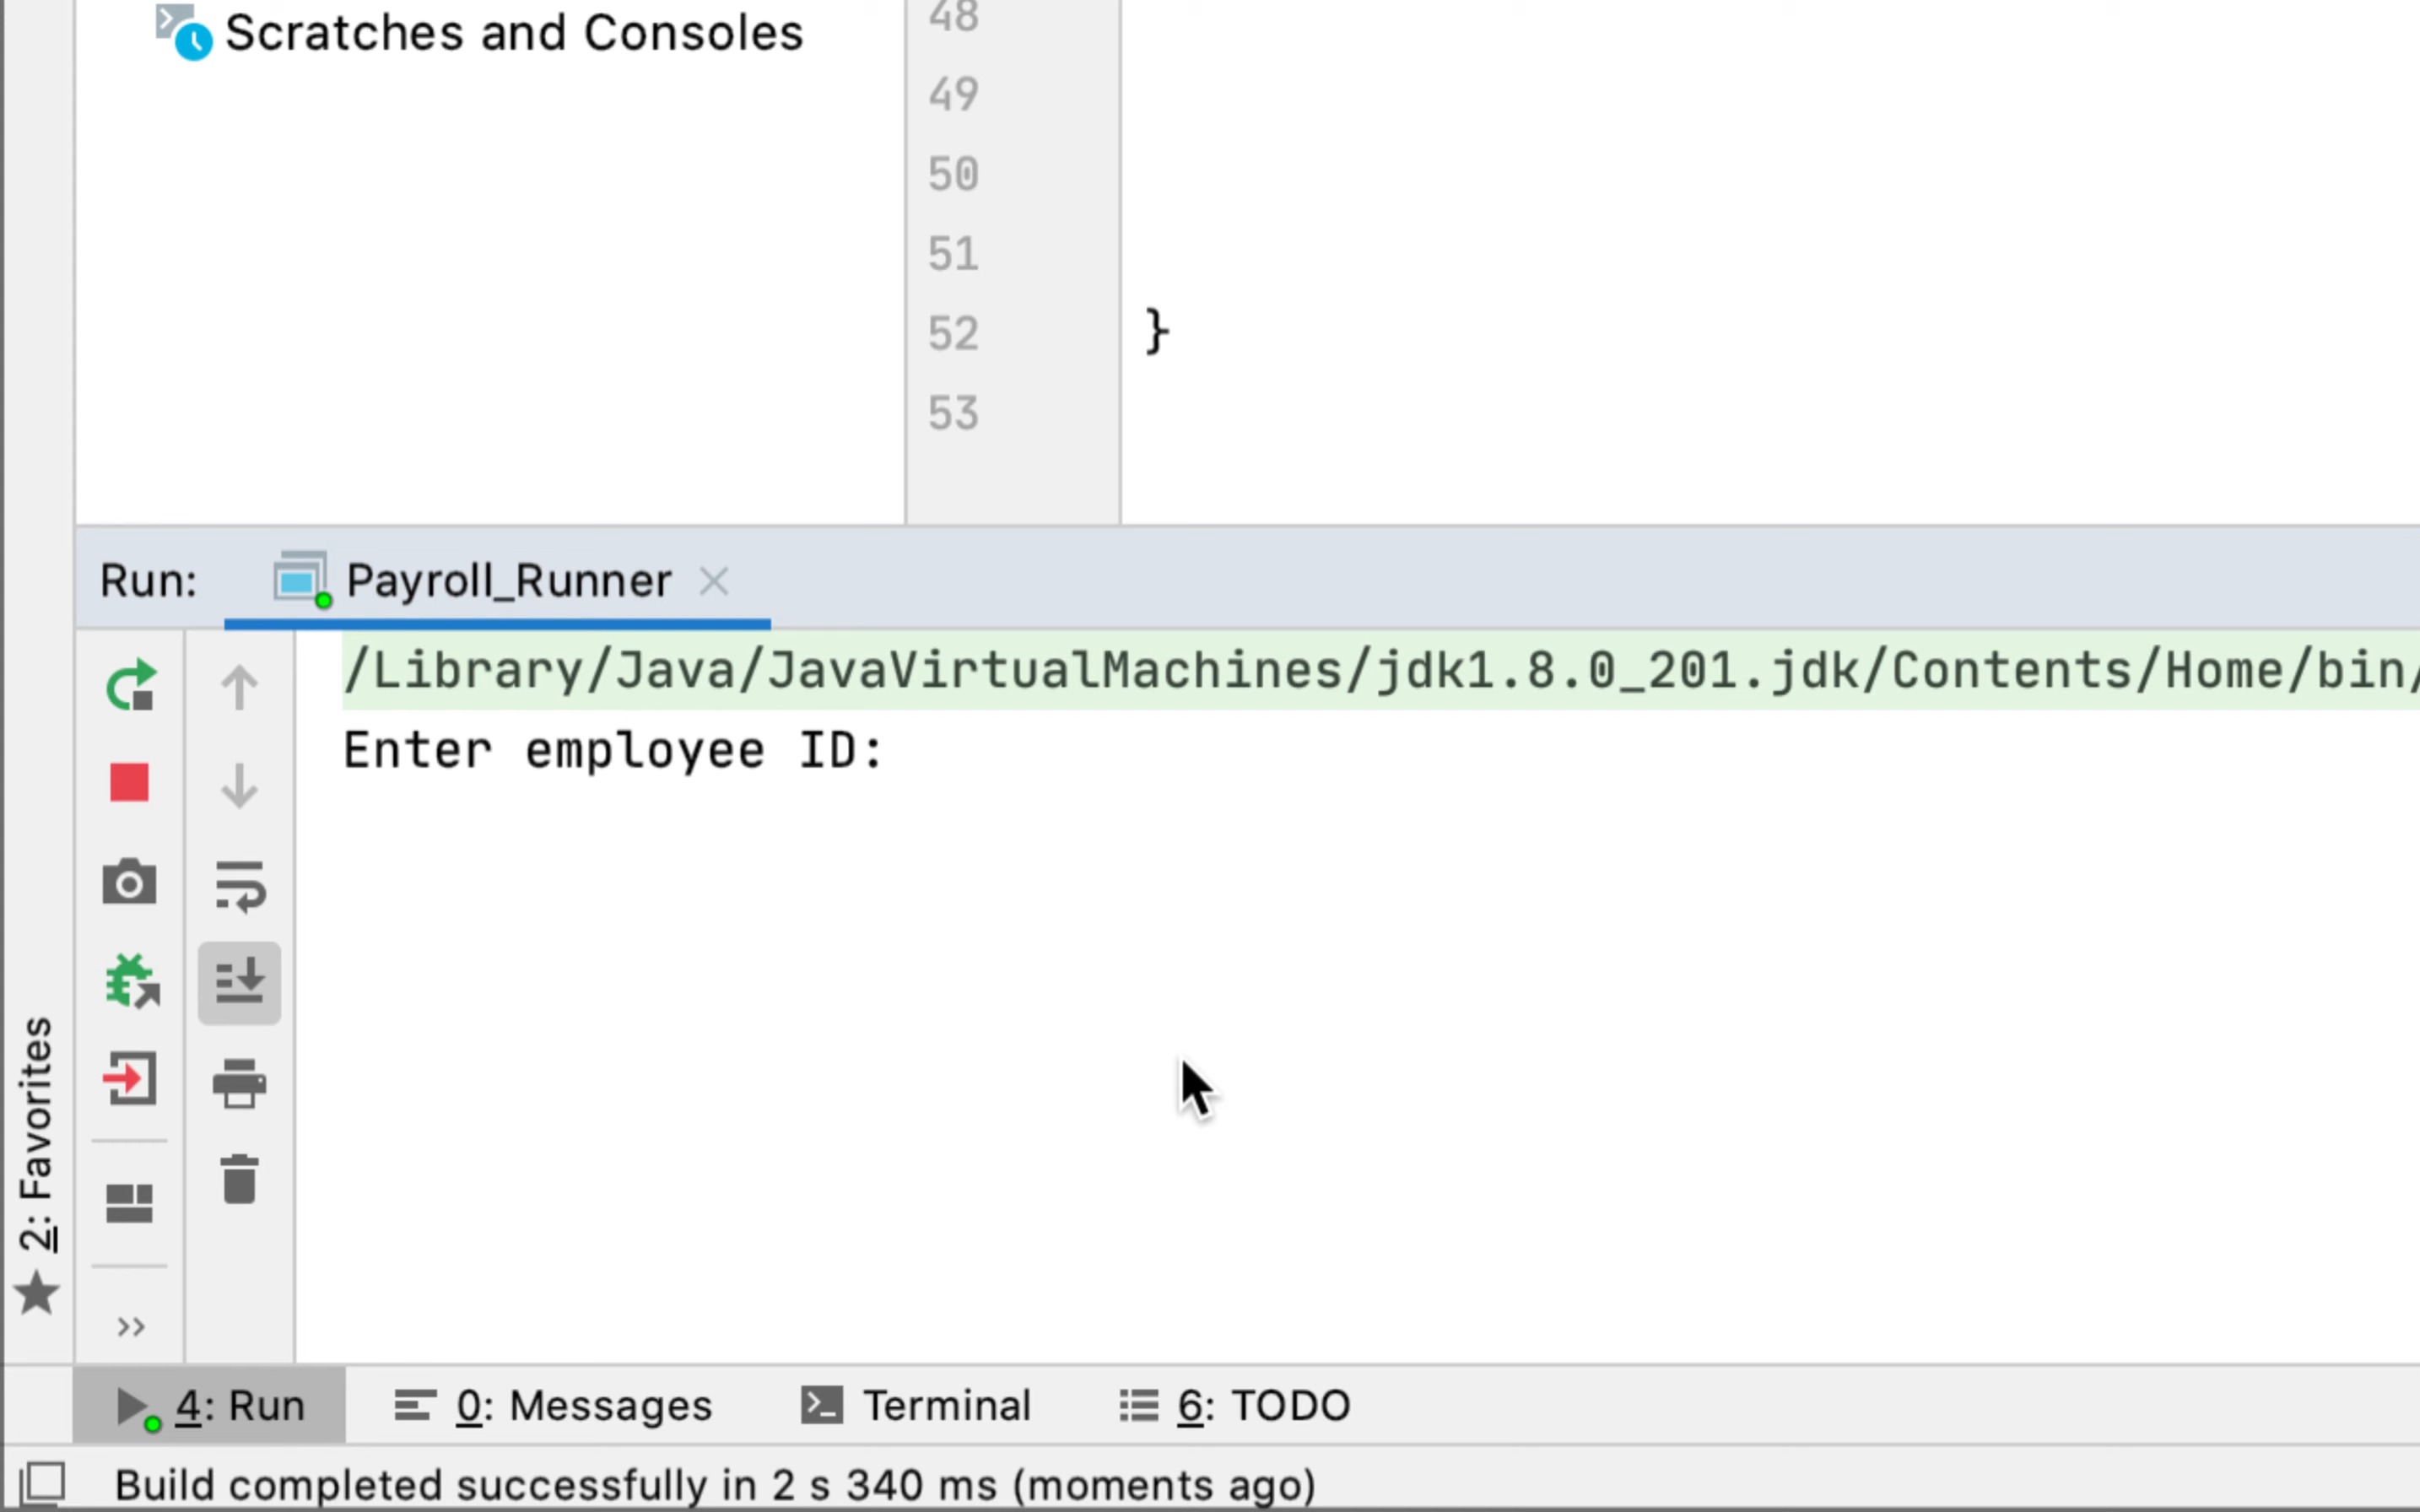 Scratches and Consoles
48
49
50
51
52 }
53
Run: Payroll_Runner
/Library/Java/JavaVirtualMachines/jdk1.8.0_201.jdk/Contents/Home/bin/
Enter employee ID:
2: Favorites
4: Run 0: Messages Terminal 6: TODO
Build completed successfully in 2 s 340 ms (moments ago)